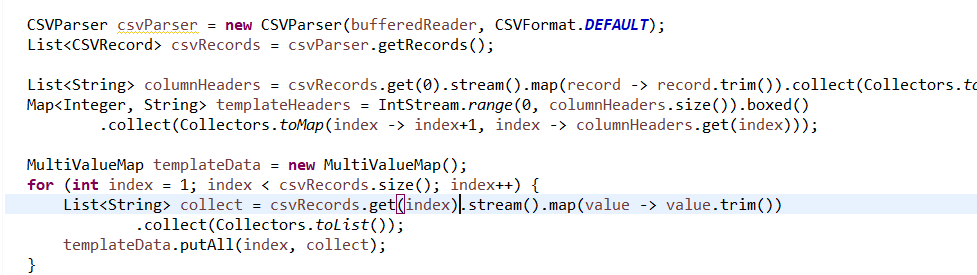 CSVParser csvParser = new CSVParser(bufferedReader, CSVFormat.DEFAULT);
List<CSVRecord> csvRecords = csvParser.getRecords();
List<String> columnHeaders = csvRecords.get(0).stream().map(record -> record.trim()).collect(Collectors.to
Map<Integer, String> templateHeaders = IntStream.range(0, columnHeaders.size()).boxed()
.collect(Collectors.toMap(index -> index+1, index -> columnHeaders.get(index)));
MultiValueMap templateData = new MultiValueMap();
for (int index = 1; index < csvRecords.size(); index++) {
List<String> collect = csvRecords.get(index).stream().map(value -> value.trim())
.collect(Collectors.toList());
templateData.putAll(index, collect);
}